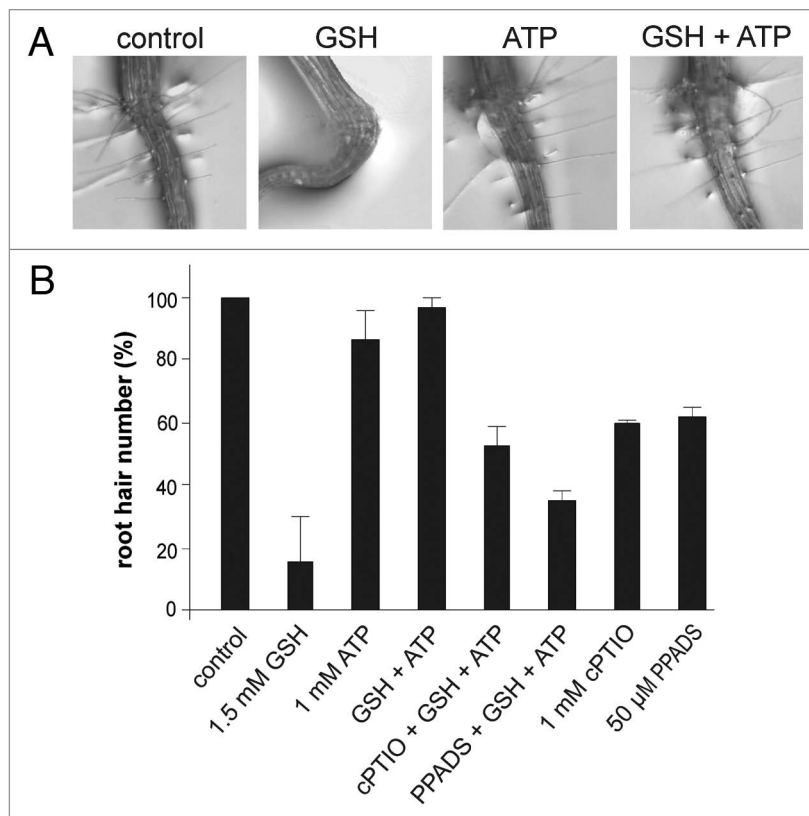 A
control GSH ATP GSH + ATP
B
root hair number (%)
100
80
60
40
20
0
control
1.5 mM GSH
1 mM ATP
GSH + ATP
cPTIO + GSH + ATP
PPADS + GSH + ATP
1 mM cPTIO
50 µM PPADS